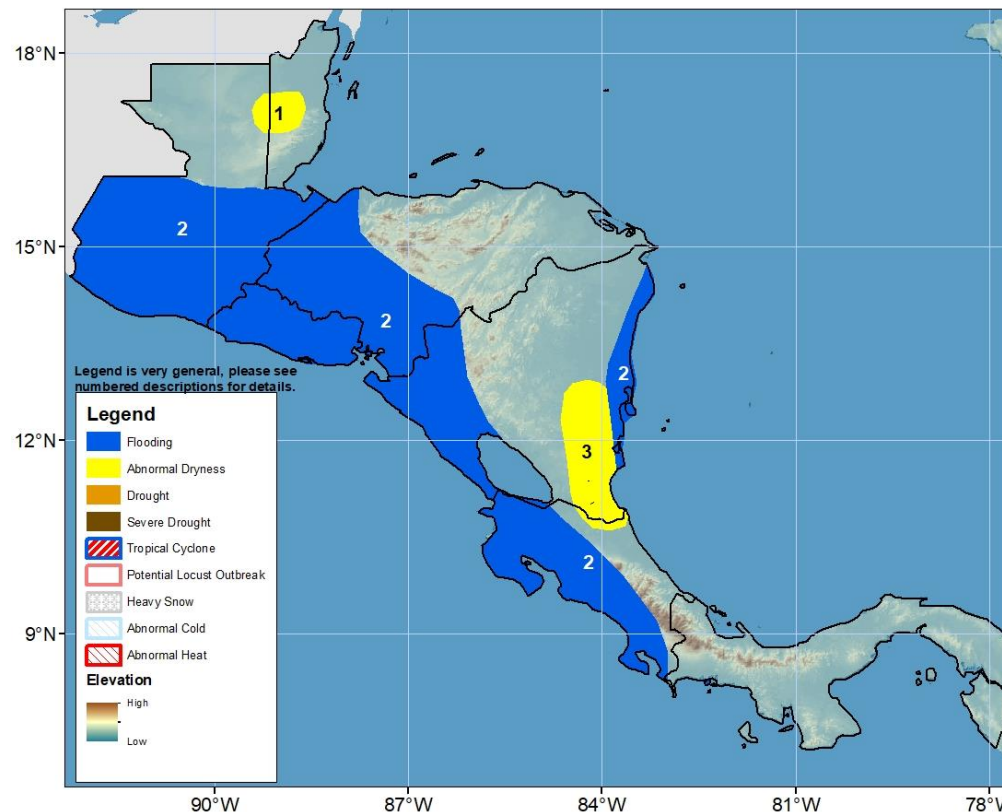 18°N
1
2
15°N
2
Legend is very general, please see
numbered descriptions for details.
2
Legend
Flooding
12°N
3
Abnormal Dryness
Drought
Severe Drought
Tropical Cyclone
2
Potential Locust Outbreak
Heavy Snow
9°N
Abnormal Cold
Abnormal Heat
Elevation
High
Low
90°W 87°W 84°W 81°W 78°W